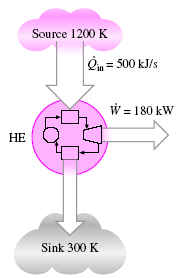 Source 1200 K
Q̇in = 500 kJ/s
Ẇ = 180 kW
HE
Sink 300 K